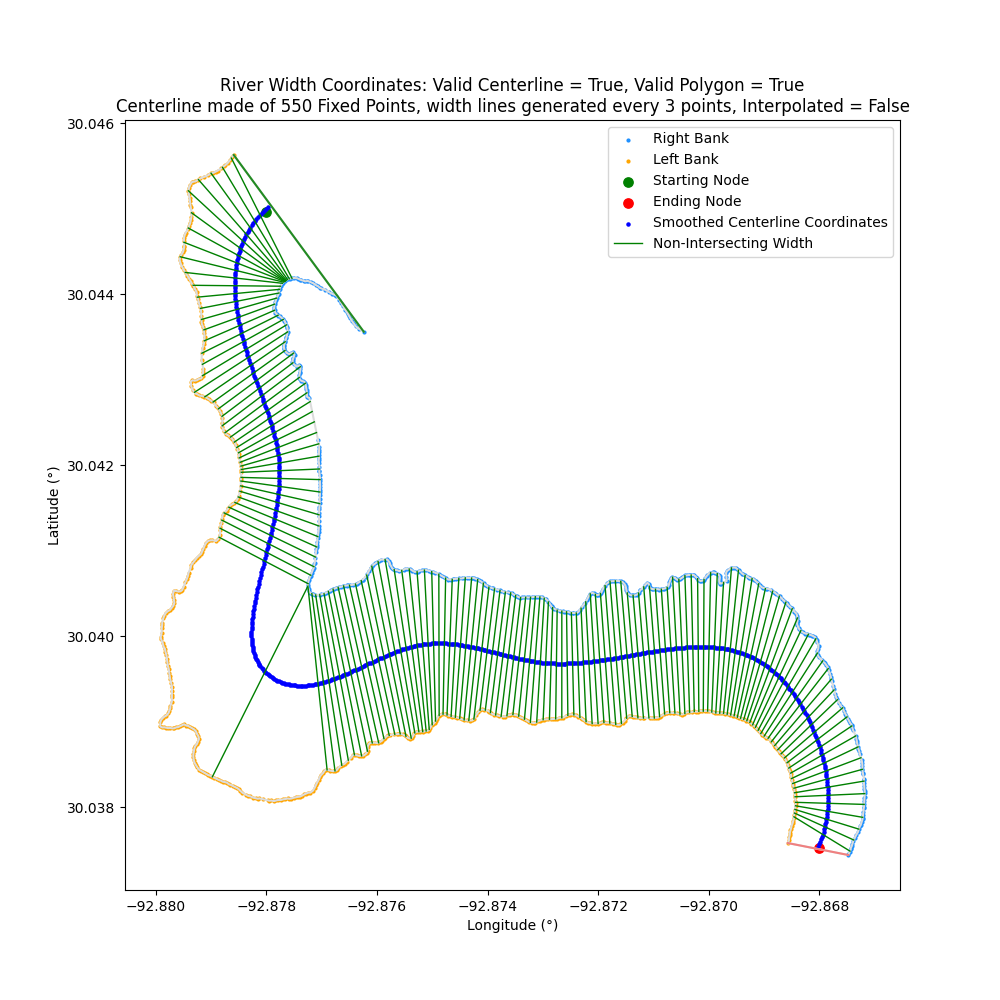 River Width Coordinates: Valid Centerline = True, Valid Polygon = True
Centerline made of 550 Fixed Points, width lines generated every 3 points, Interpolated = False
Right Bank
Left Bank
Starting Node
Ending Node
Smoothed Centerline Coordinates
Non-Intersecting Width
30.046
30.044
30.042
30.040
30.038
Latitude (°)
−92.880 −92.878 −92.876 −92.874 −92.872 −92.870 −92.868
Longitude (°)